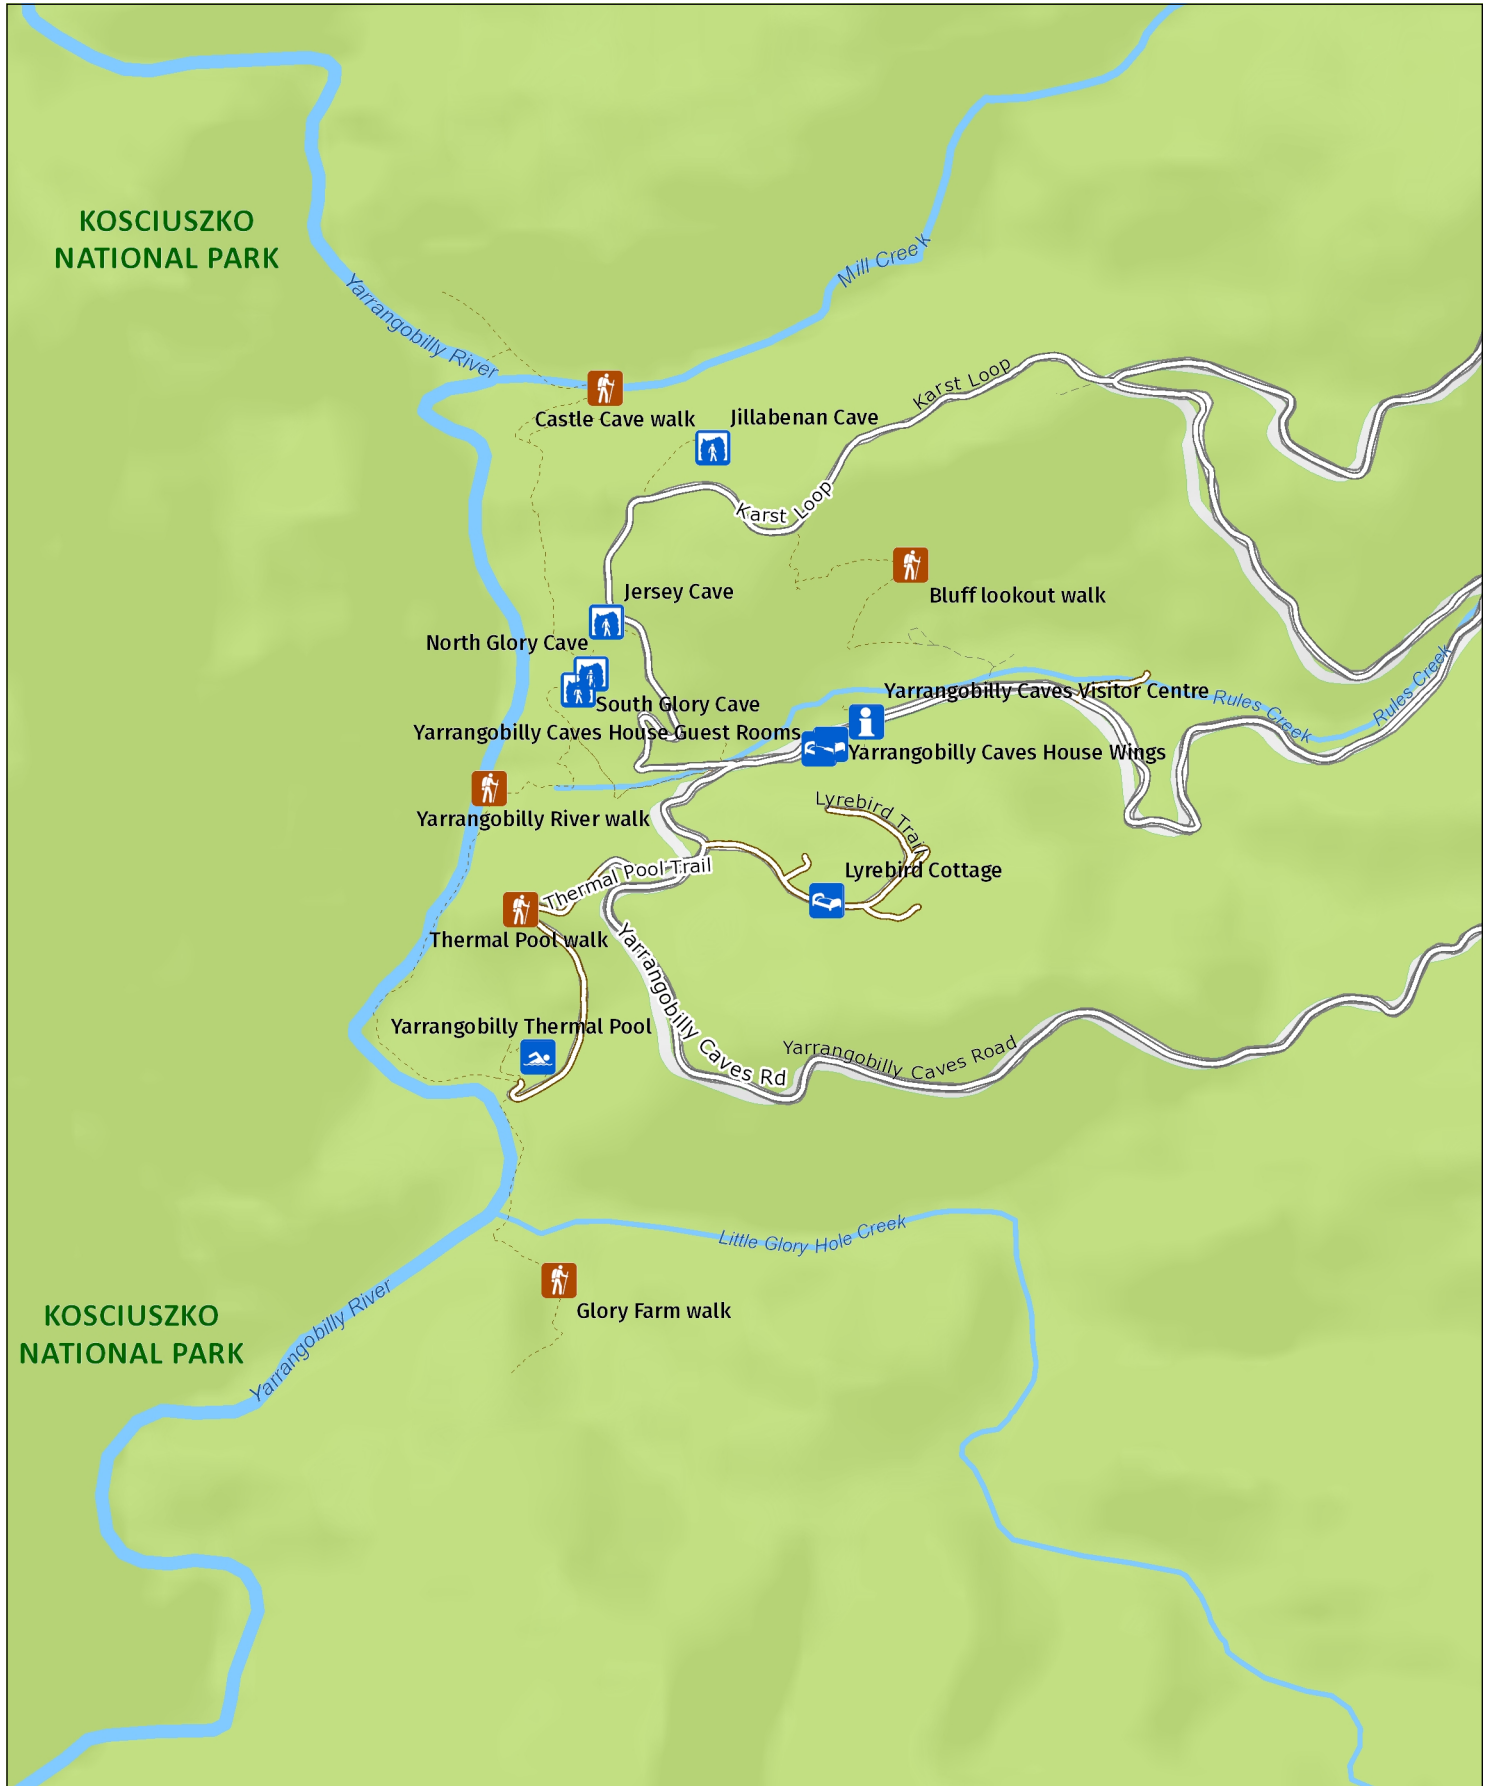 KOSCIUSZKO
NATIONAL PARK
Mill Creek
Yarrangobilly River
Karst Loop
Castle Cave walk
Jillabenan Cave
Karst Loop
Jersey Cave
Bluff lookout walk
North Glory Cave
South Glory Cave
Yarrangobilly Caves Visitor Centre
Rules Creek
Rules Creek
Yarrangobilly Caves House Guest Rooms
Yarrangobilly Caves House Wings
Lyrebird Trail
Yarrangobilly River walk
Thermal Pool Trail
Lyrebird Cottage
Thermal Pool walk
Yarrangobilly Caves Rd
Yarrangobilly Thermal Pool
Yarrangobilly Caves Road
Little Glory Hole Creek
Glory Farm walk
KOSCIUSZKO
NATIONAL PARK
Yarrangobilly River